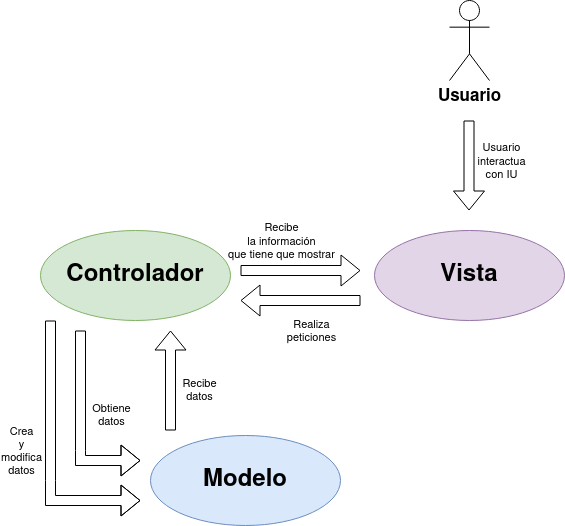 Usuario
Usuario
interactua
con IU
Recibe
la información
que tiene que mostrar
Controlador
Vista
Realiza
peticiones
Recibe
datos
Obtiene
datos
Crea
y
modifica
datos
Modelo